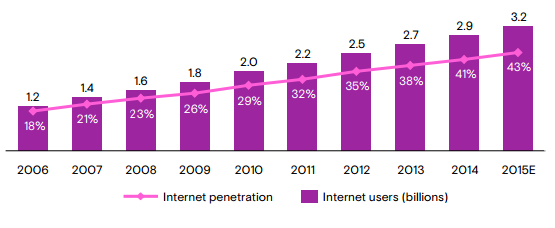 1.2 1.4 1.6 1.8 2.0 2.2 2.5 2.7 2.9 3.2
18% 21% 23% 26% 29% 32% 35% 38% 41% 43%
2006 2007 2008 2009 2010 2011 2012 2013 2014 2015E
Internet penetration Internet users (billions)